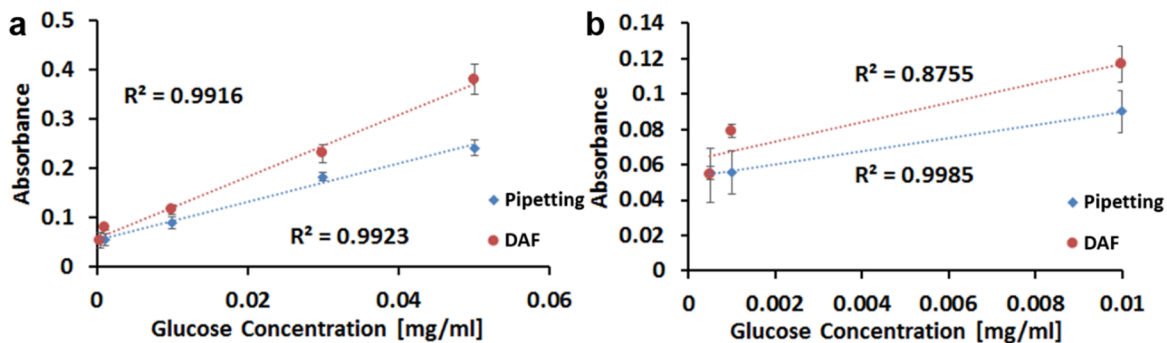 a
0.5
0.4
0.3
0.2
0.1
0
Absorbance
R² = 0.9916
R² = 0.9923
Pipetting
DAF
0
0.02
0.04
0.06
Glucose Concentration [mg/ml]
b
0.14
0.12
0.1
0.08
0.06
0.04
0.02
0
Absorbance
R² = 0.8755
R² = 0.9985
Pipetting
DAF
0
0.002
0.004
0.006
0.008
0.01
Glucose Concentration [mg/ml]